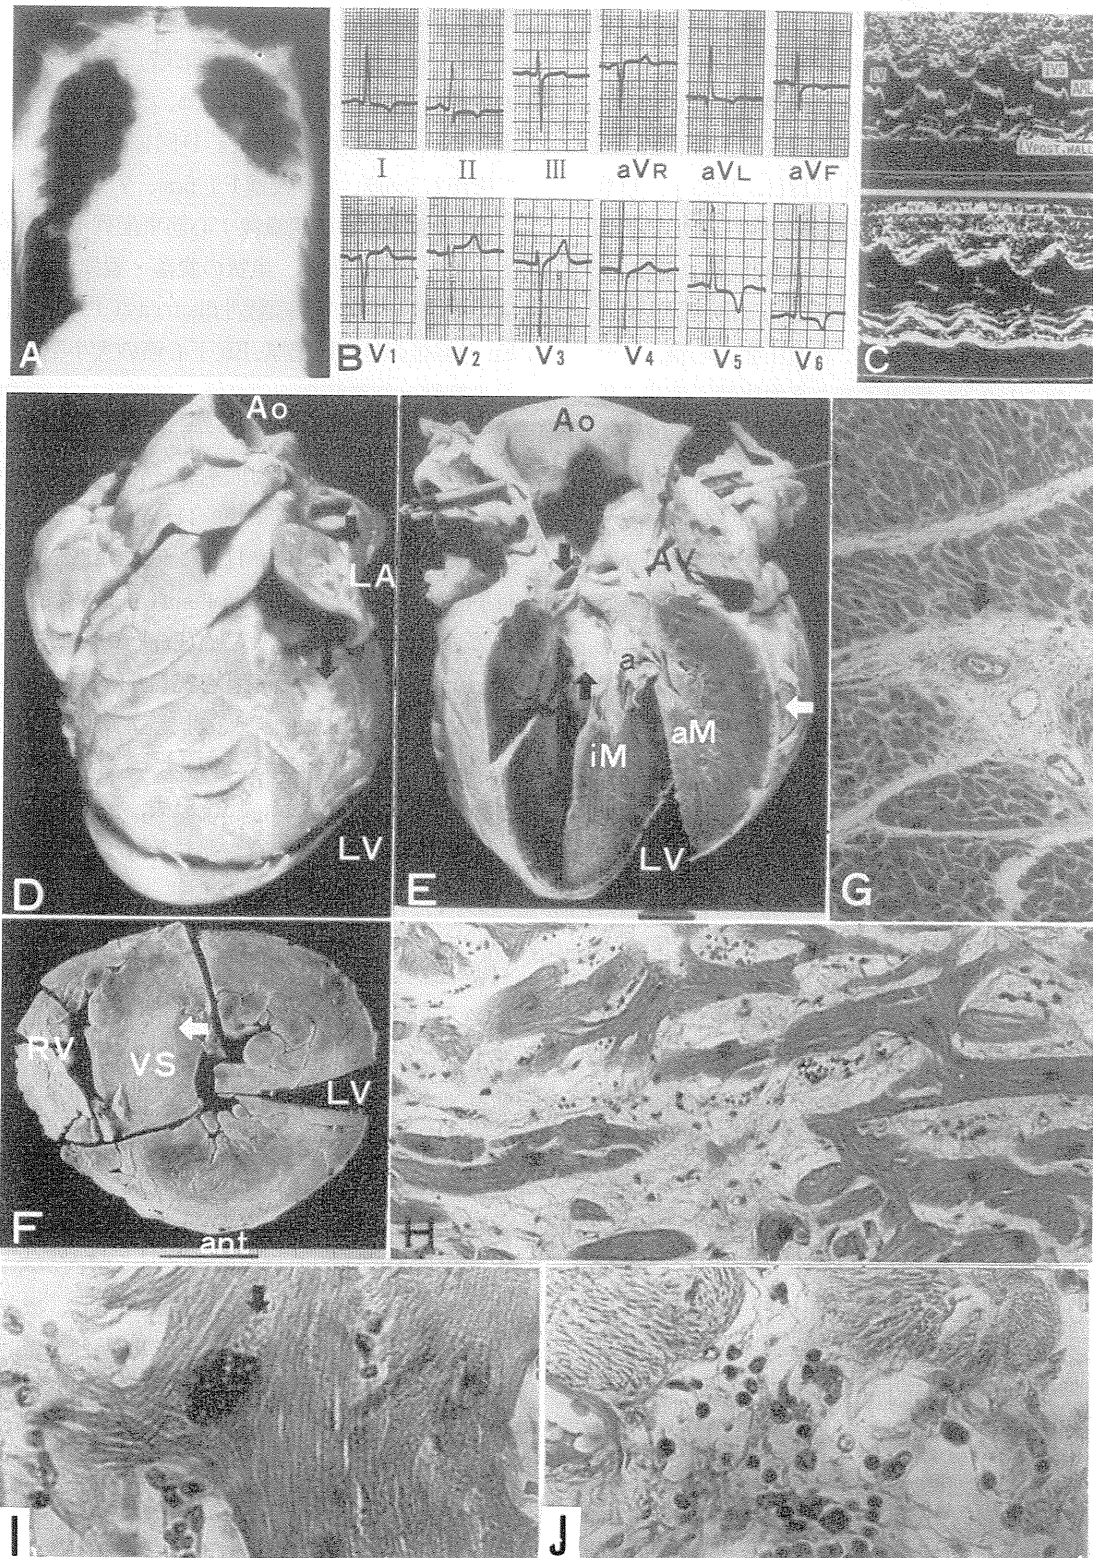 A
B
I II III aVR aVL aVF
V1 V2 V3 V4 V5 V6
LV
IVS
AML
LV POST. WALL
C
Ao
LA
LV
D
Ao
AV
a
aM
iM
LV
E
G
RV
VS
LV
F
ant
H
I
J